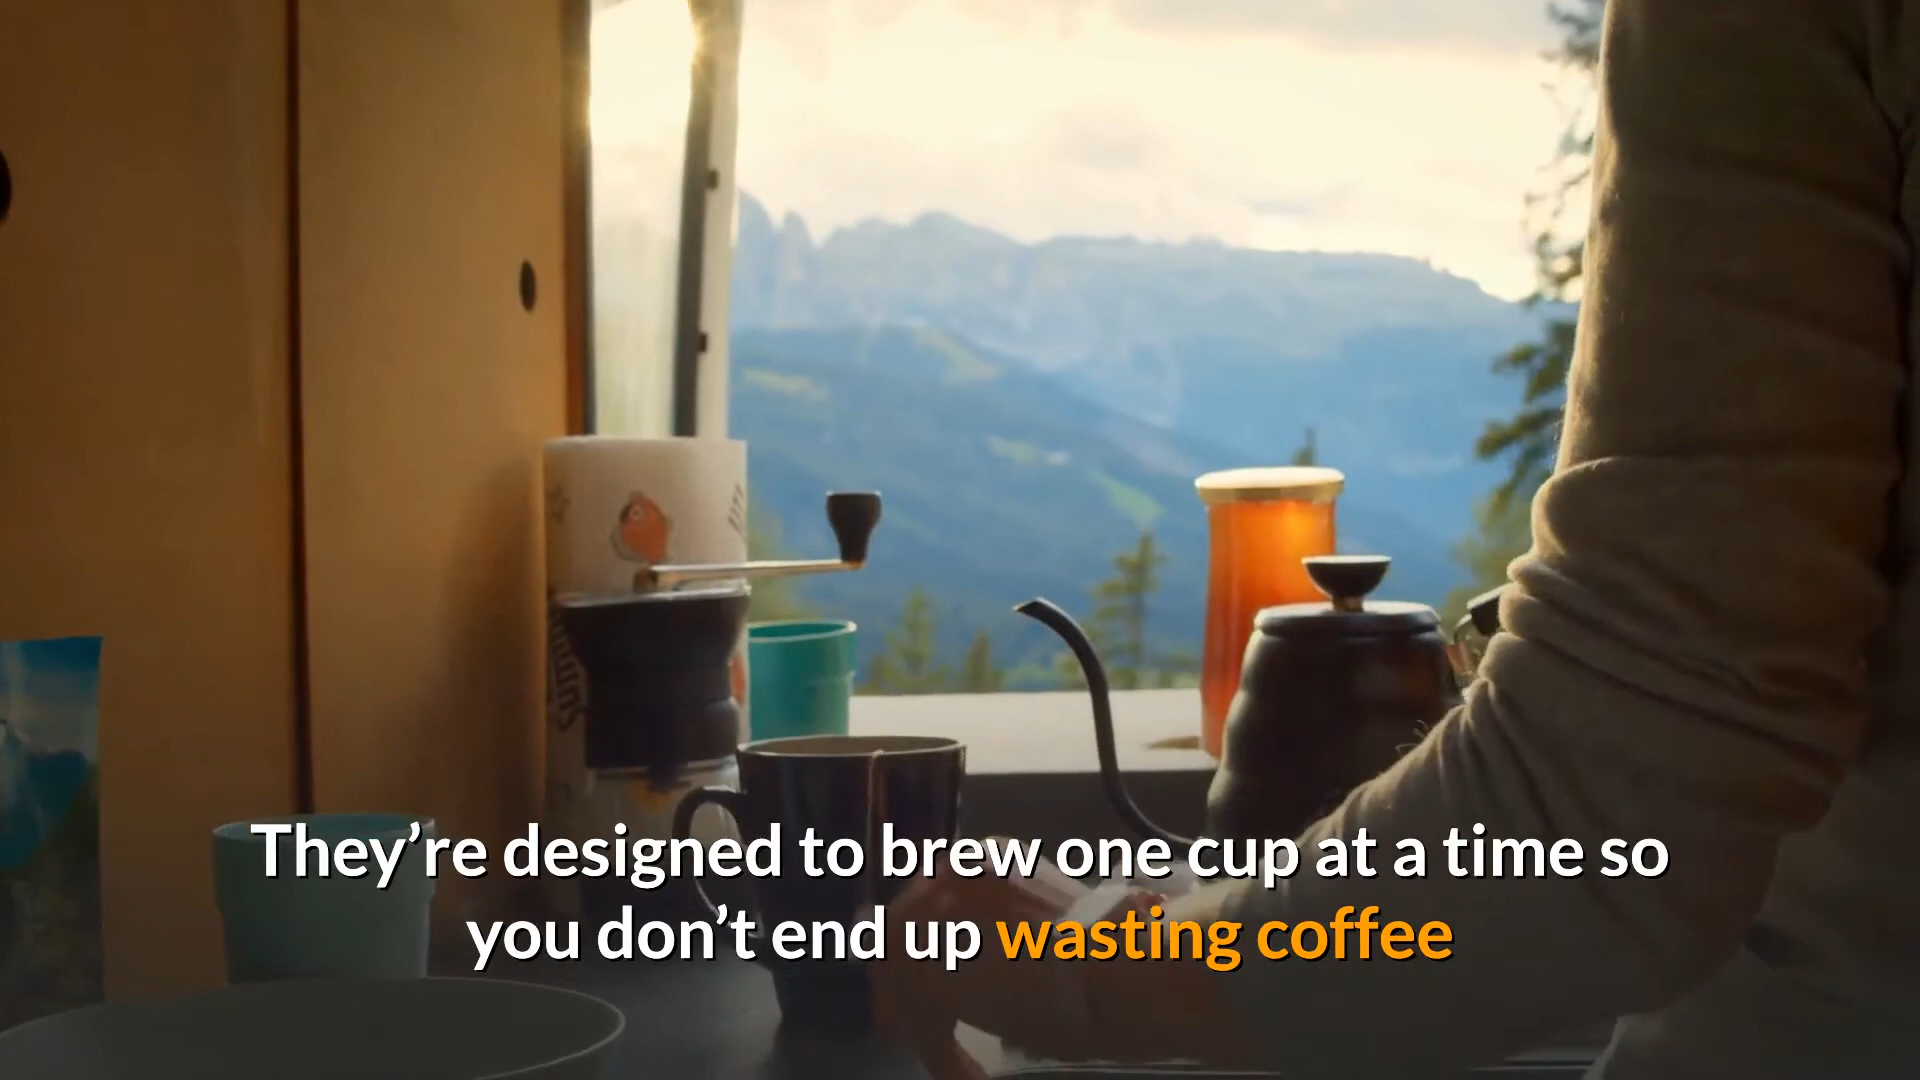 They’re designed to brew one cup at a time so
you don’t end up wasting coffee